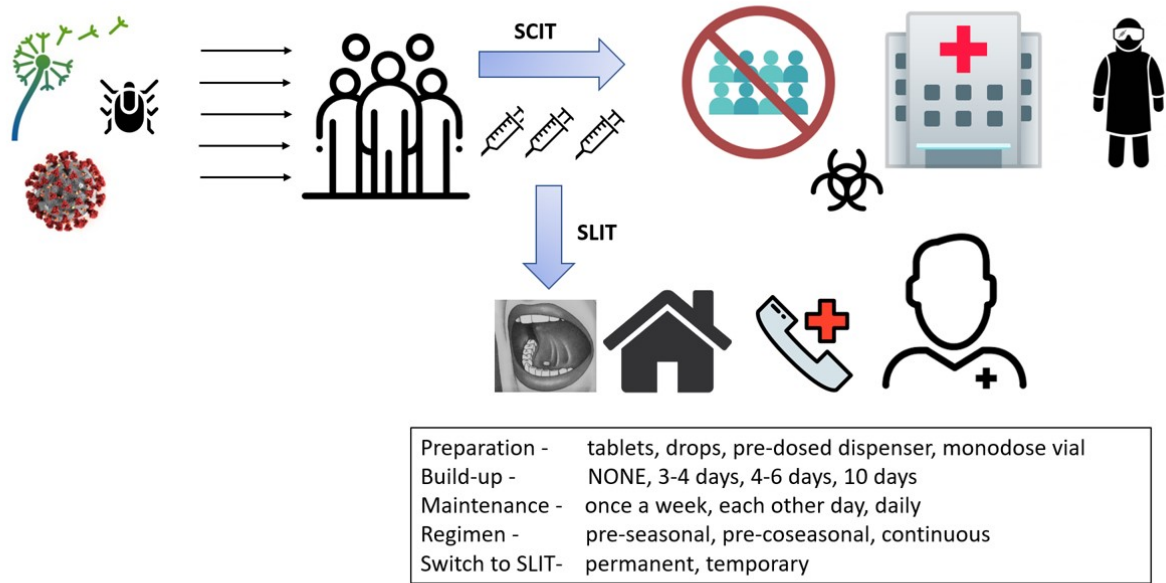 SCIT
SLIT
Preparation - tablets, drops, pre-dosed dispenser, monodose vial
Build-up - NONE, 3-4 days, 4-6 days, 10 days
Maintenance - once a week, each other day, daily
Regimen - pre-seasonal, pre-coseasonal, continuous
Switch to SLIT- permanent, temporary